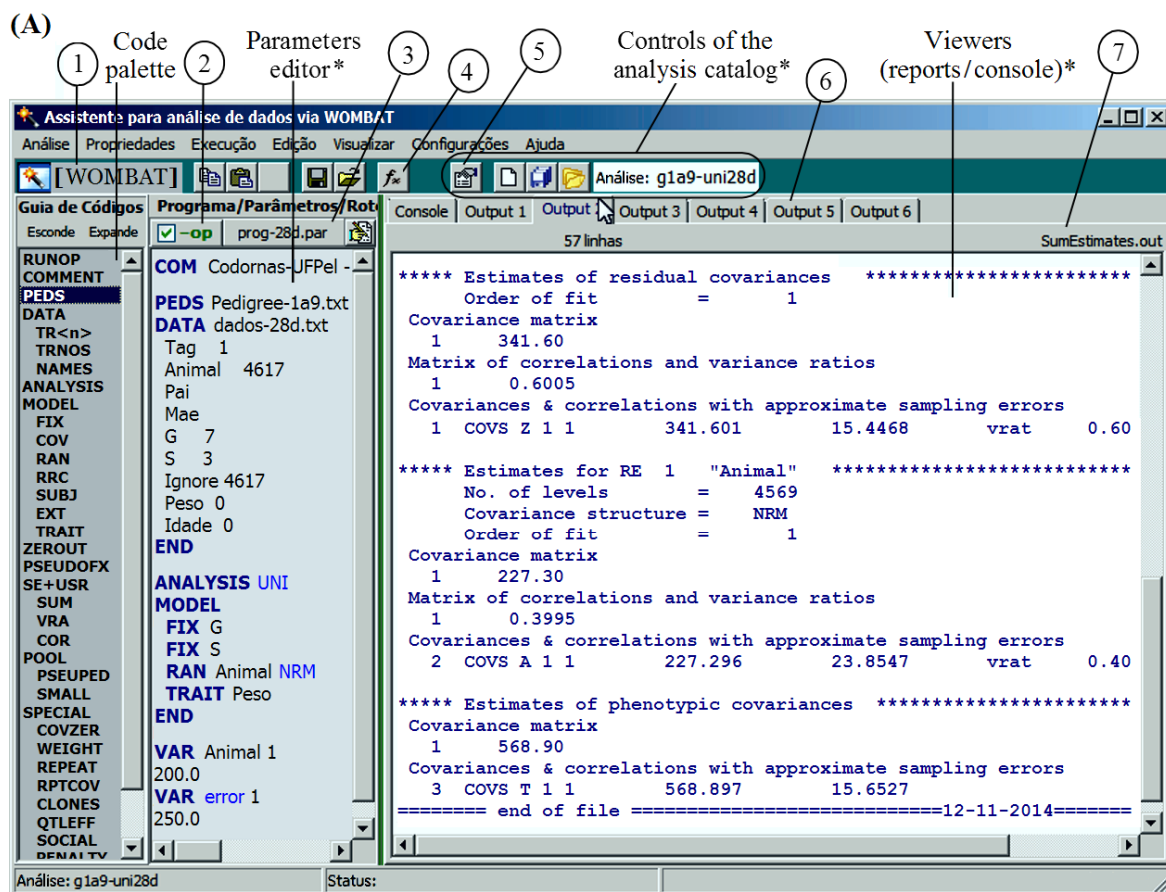 (A)
Code palette
Parameters editor*
Controls of the analysis catalog*
Viewers (reports/console)*
1
2
3
4
5
6
7
Assistente para análise de dados via WOMBAT
Análise Propriedades Execução Edição Visualizar Configurações Ajuda
[WOMBAT]
Análise: g1a9-uni28d
Guia de Códigos
Esconde Expande
RUNOP
COMMENT
PEDS
DATA
TR<n>
TRNOS
NAMES
ANALYSIS
MODEL
FIX
COV
RAN
RRC
SUBJ
EXT
TRAIT
ZEROUT
PSEUDOFX
SE+USR
SUM
VRA
COR
POOL
PSEUPED
SMALL
SPECIAL
COVZER
WEIGHT
REPEAT
RPTCOV
CLONES
QTLEFF
SOCIAL
PENALTY
Programa/Parâmetros/Rot
-op prog-28d.par
COM Codornas-UFPel -
PEDS Pedigree-1a9.txt
DATA dados-28d.txt
Tag 1
Animal 4617
Pai
Mae
G 7
S 3
Ignore 4617
Peso 0
Idade 0
END
ANALYSIS UNI
MODEL
FIX G
FIX S
RAN Animal NRM
TRAIT Peso
END
VAR Animal 1
200.0
VAR error 1
250.0
Console Output 1 Output Output 3 Output 4 Output 5 Output 6
57 linhas SumEstimates.out
***** Estimates of residual covariances ************************
Order of fit = 1
Covariance matrix
1 341.60
Matrix of correlations and variance ratios
1 0.6005
Covariances & correlations with approximate sampling errors
1 COVS Z 1 1 341.601 15.4468 vrat 0.60
***** Estimates for RE 1 "Animal" ***************************
No. of levels = 4569
Covariance structure = NRM
Order of fit = 1
Covariance matrix
1 227.30
Matrix of correlations and variance ratios
1 0.3995
Covariances & correlations with approximate sampling errors
2 COVS A 1 1 227.296 23.8547 vrat 0.40
***** Estimates of phenotypic covariances ***********************
Covariance matrix
1 568.90
Covariances & correlations with approximate sampling errors
3 COVS T 1 1 568.897 15.6527
======== end of file ============================12-11-2014=======
Análise: g1a9-uni28d
Status: